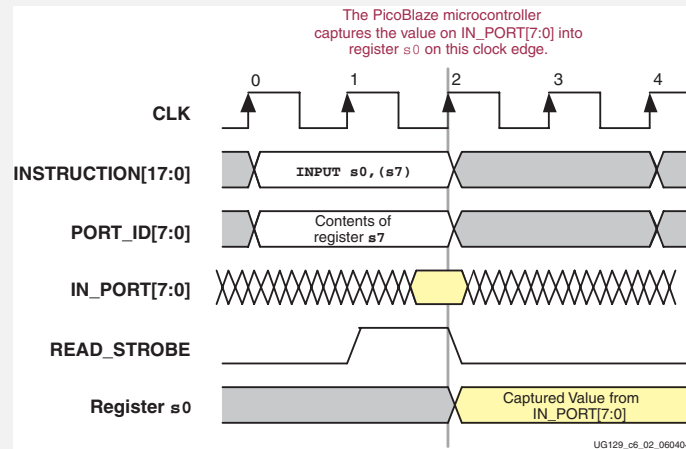 The PicoBlaze microcontroller
captures the value on IN_PORT[7:0] into
register s0 on this clock edge.
0 1 2 3 4
CLK
INSTRUCTION[17:0] INPUT s0,(s7)
PORT_ID[7:0] Contents of
register s7
IN_PORT[7:0]
READ_STROBE
Register s0 Captured Value from
IN_PORT[7:0]
UG129_c6_02_06040